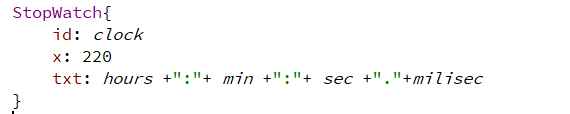 StopWatch{
    id: clock
    x: 220
    txt: hours +":"+ min +":"+ sec +"."+milisec
}